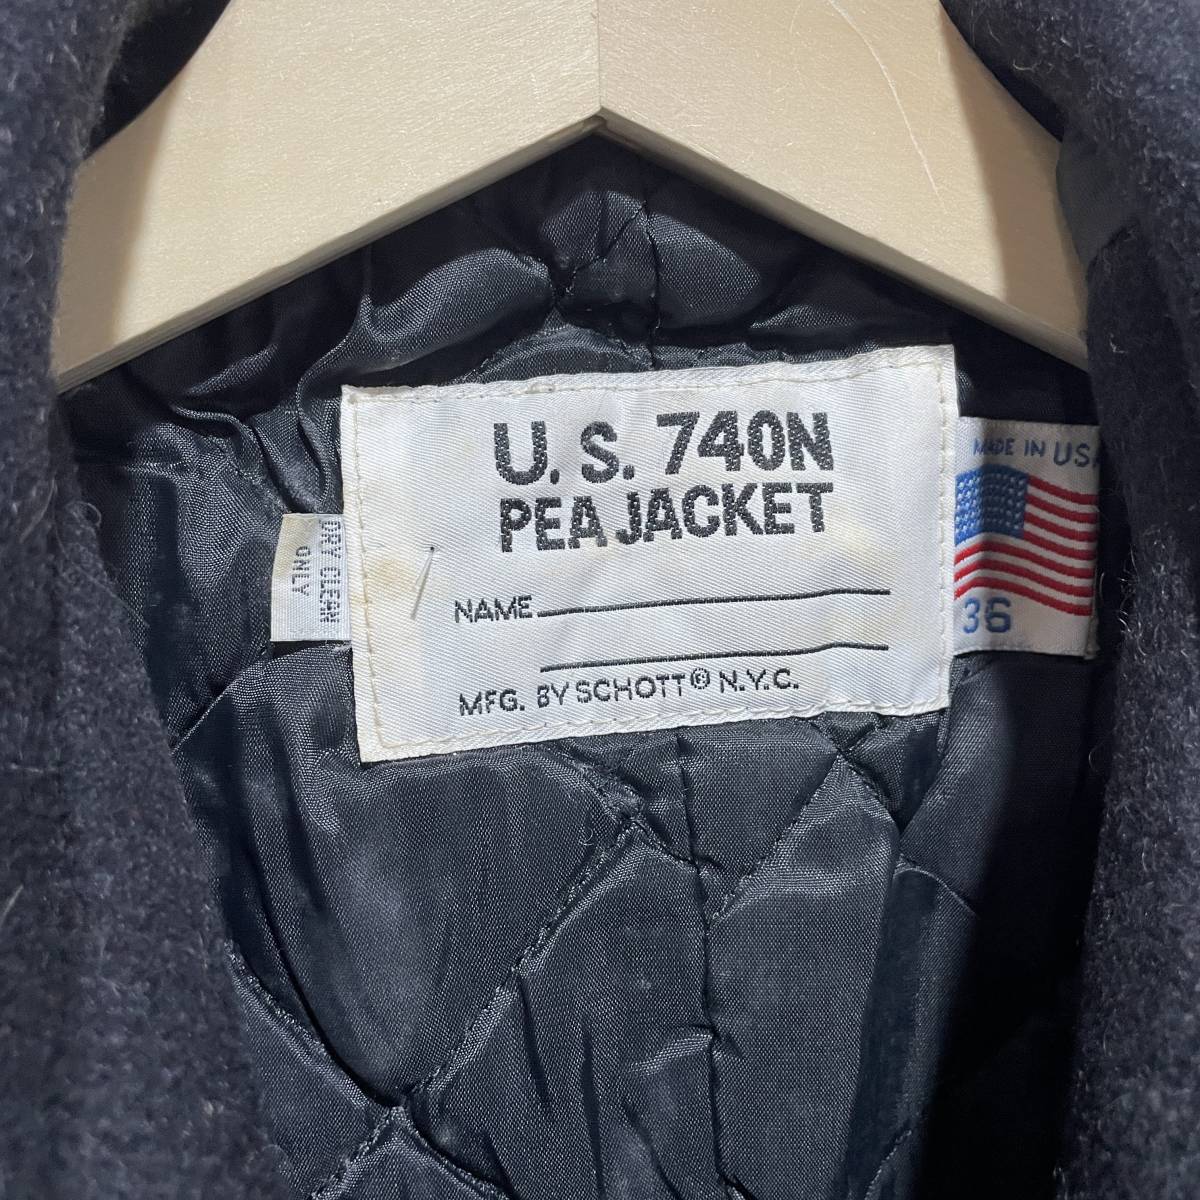 U.S. 740N
PEA JACKET
NAME
MFG. BY SCHOTT® N.Y.C.
DRY CLEAN
ONLY
MADE IN USA
36